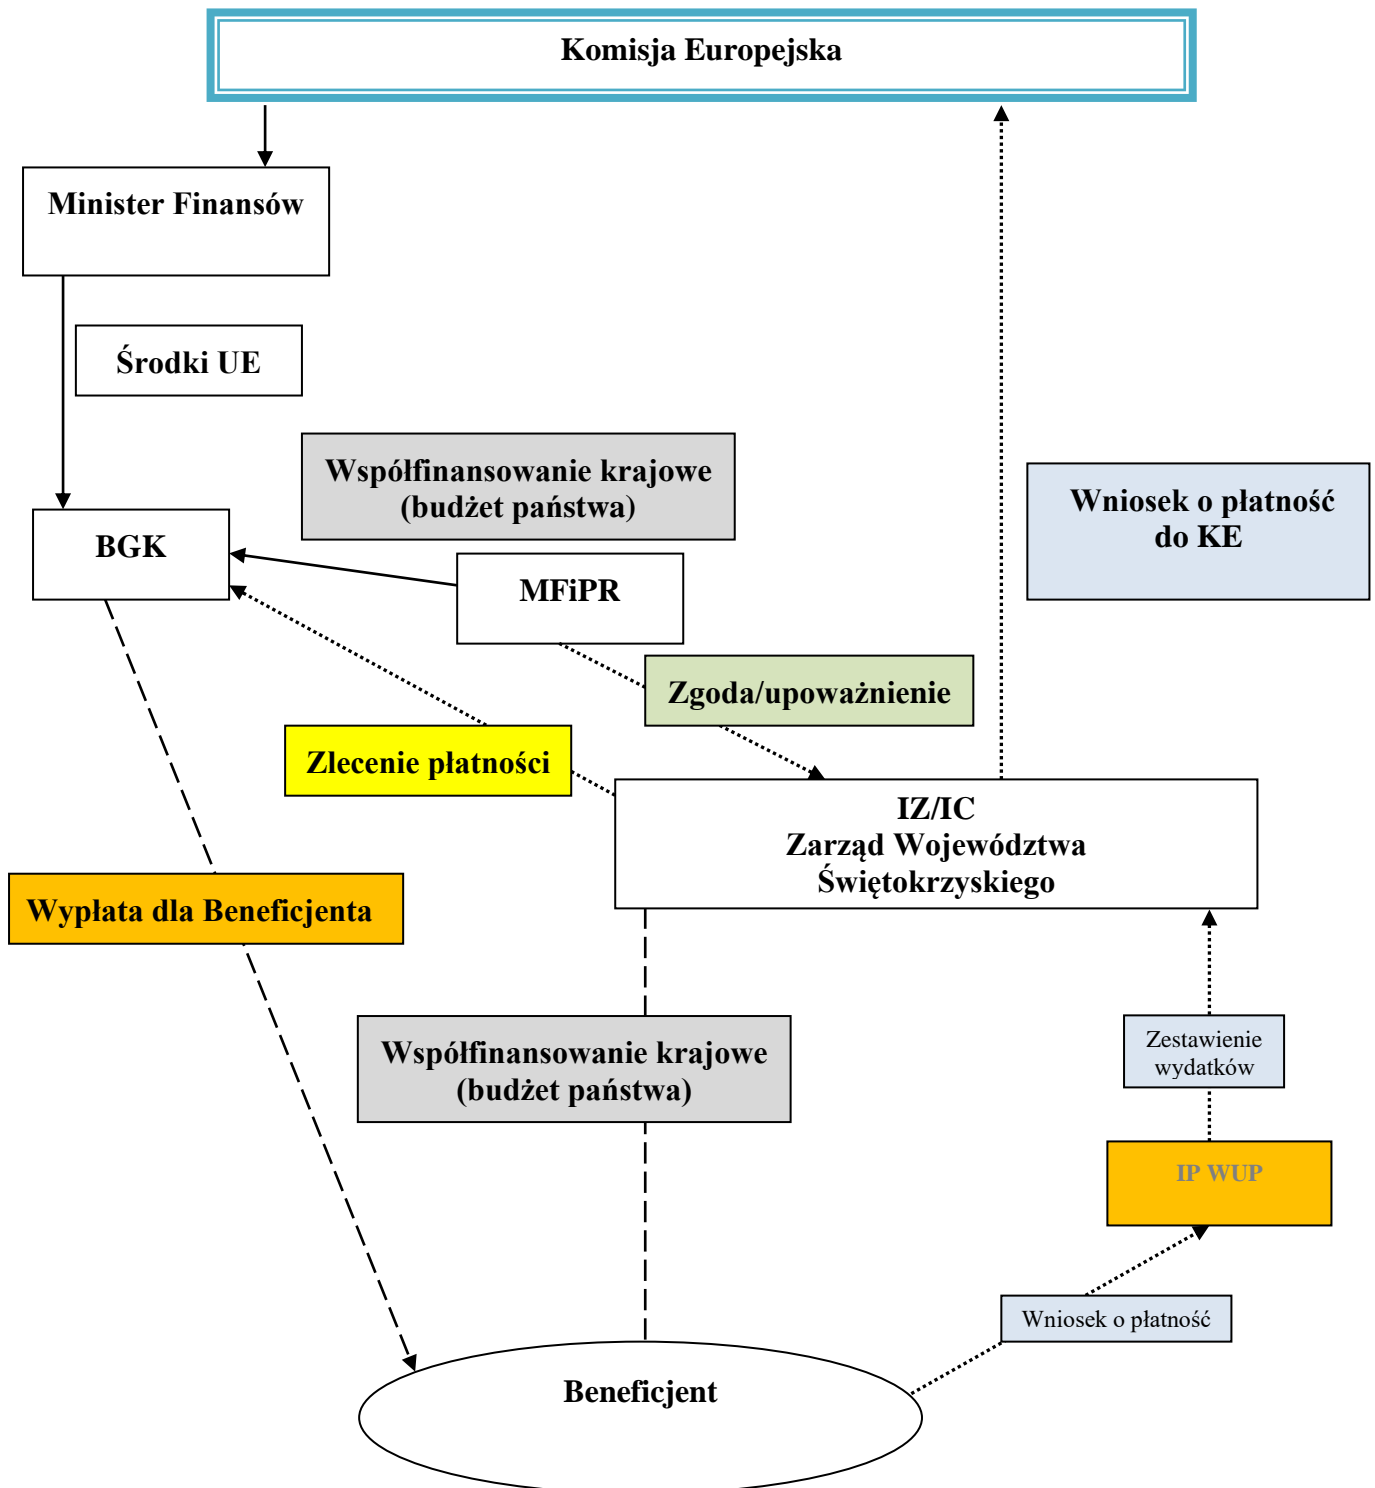 Komisja Europejska
Minister Finansów
Środki UE
Współfinansowanie krajowe
(budżet państwa)
Wniosek o płatność
do KE
BGK
MFiPR
Zgoda/upoważnienie
Zlecenie płatności
IZ/IC
Zarząd Województwa
Świętokrzyskiego
Wypłata dla Beneficjenta
Współfinansowanie krajowe
(budżet państwa)
Zestawienie
wydatków
IP WUP
Wniosek o płatność
Beneficjent